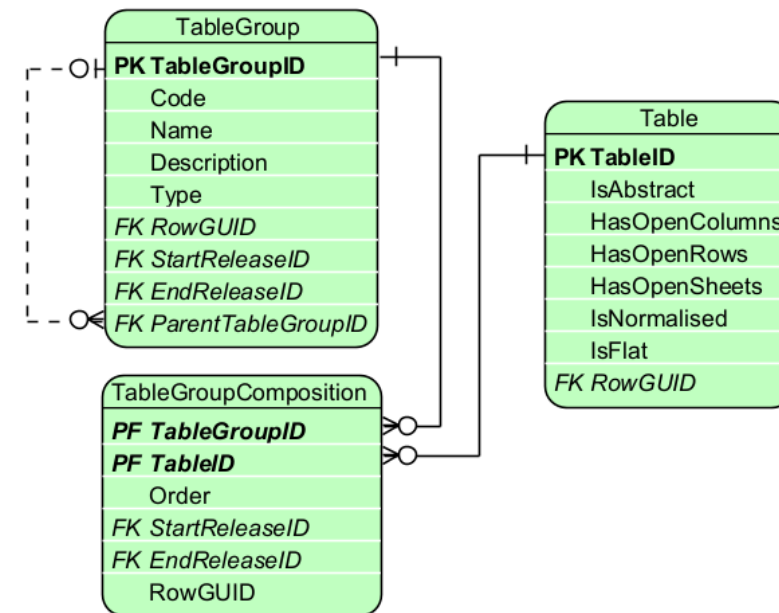 TableGroup
PK TableGroupID
Code
Name
Description
Type
FK RowGUID
FK StartReleaseID
FK EndReleaseID
FK ParentTableGroupID
Table
PK TableID
IsAbstract
HasOpenColumns
HasOpenRows
HasOpenSheets
IsNormalised
IsFlat
FK RowGUID
TableGroupComposition
PF TableGroupID
PF TableID
Order
FK StartReleaseID
FK EndReleaseID
RowGUID